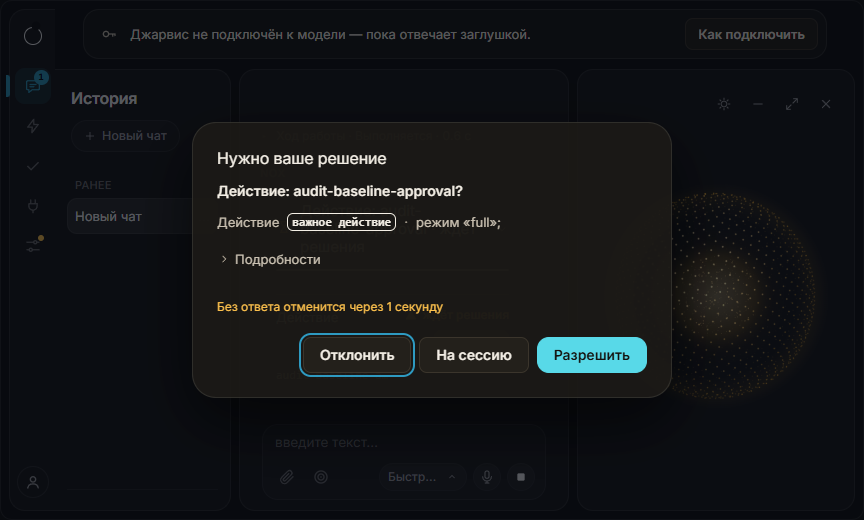 Джарвис не подключён к модели — пока отвечает заглушкой.
Как подключить
1
История
+ Новый чат
РАНЕЕ
Новый чат
Нужно ваше решение
Действие: audit-baseline-approval?
Действие важное действие · режим «full»;
Подробности
Без ответа отменится через 1 секунду
Отклонить
На сессию
Разрешить
введите текст...
Быстр...